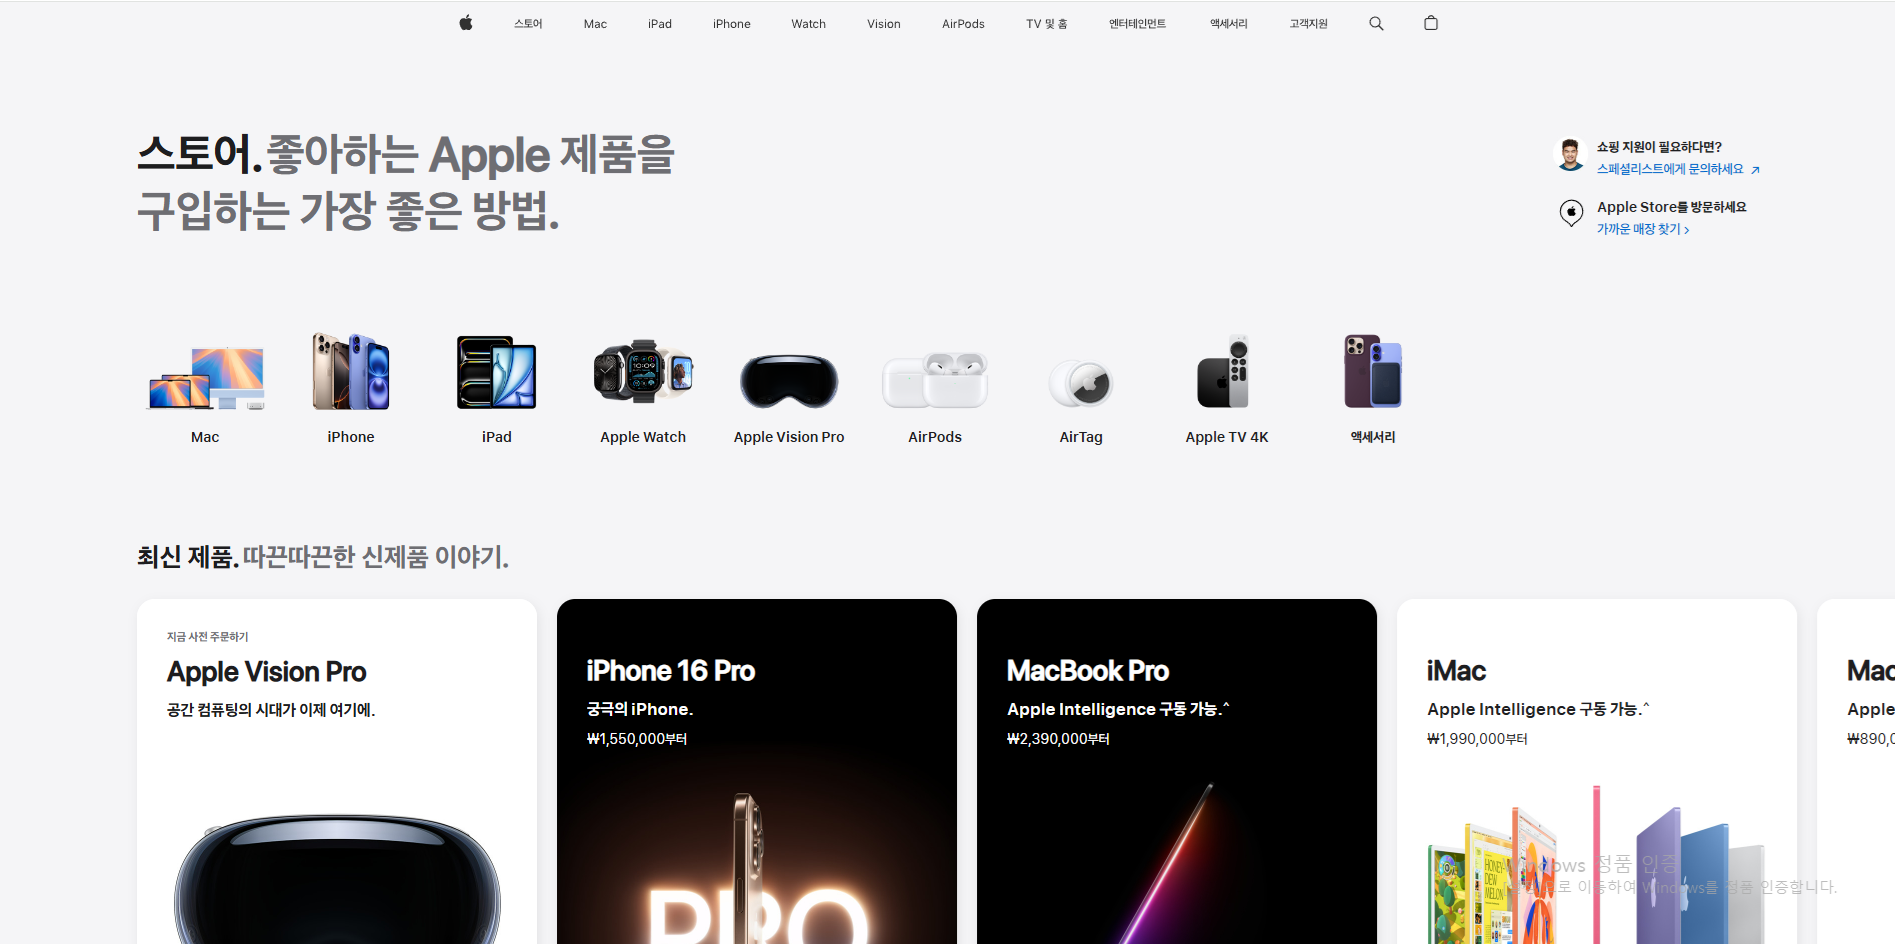 스토어
Mac
iPad
iPhone
Watch
Vision
AirPods
TV 및 홈
엔터테인먼트
액세서리
고객지원
스토어. 좋아하는 Apple 제품을
구입하는 가장 좋은 방법.
쇼핑 지원이 필요하다면?
스페셜리스트에게 문의하세요 ↗
Apple Store를 방문하세요
가까운 매장 찾기 >
Mac
iPhone
iPad
Apple Watch
Apple Vision Pro
AirPods
AirTag
Apple TV 4K
액세서리
최신 제품. 따끈따끈한 신제품 이야기.
지금 사전 주문하기
Apple Vision Pro
공간 컴퓨팅의 시대가 이제 여기에.
iPhone 16 Pro
궁극의 iPhone.
₩1,550,000부터
PRO
MacBook Pro
Apple Intelligence 구동 가능.^
₩2,390,000부터
iMac
Apple Intelligence 구동 가능.^
₩1,990,000부터
HONEY-
DEW
MELON
Mac
Apple
₩890,0
Windows 정품 인증
이동하여 Windows를 정품 인증합니다.